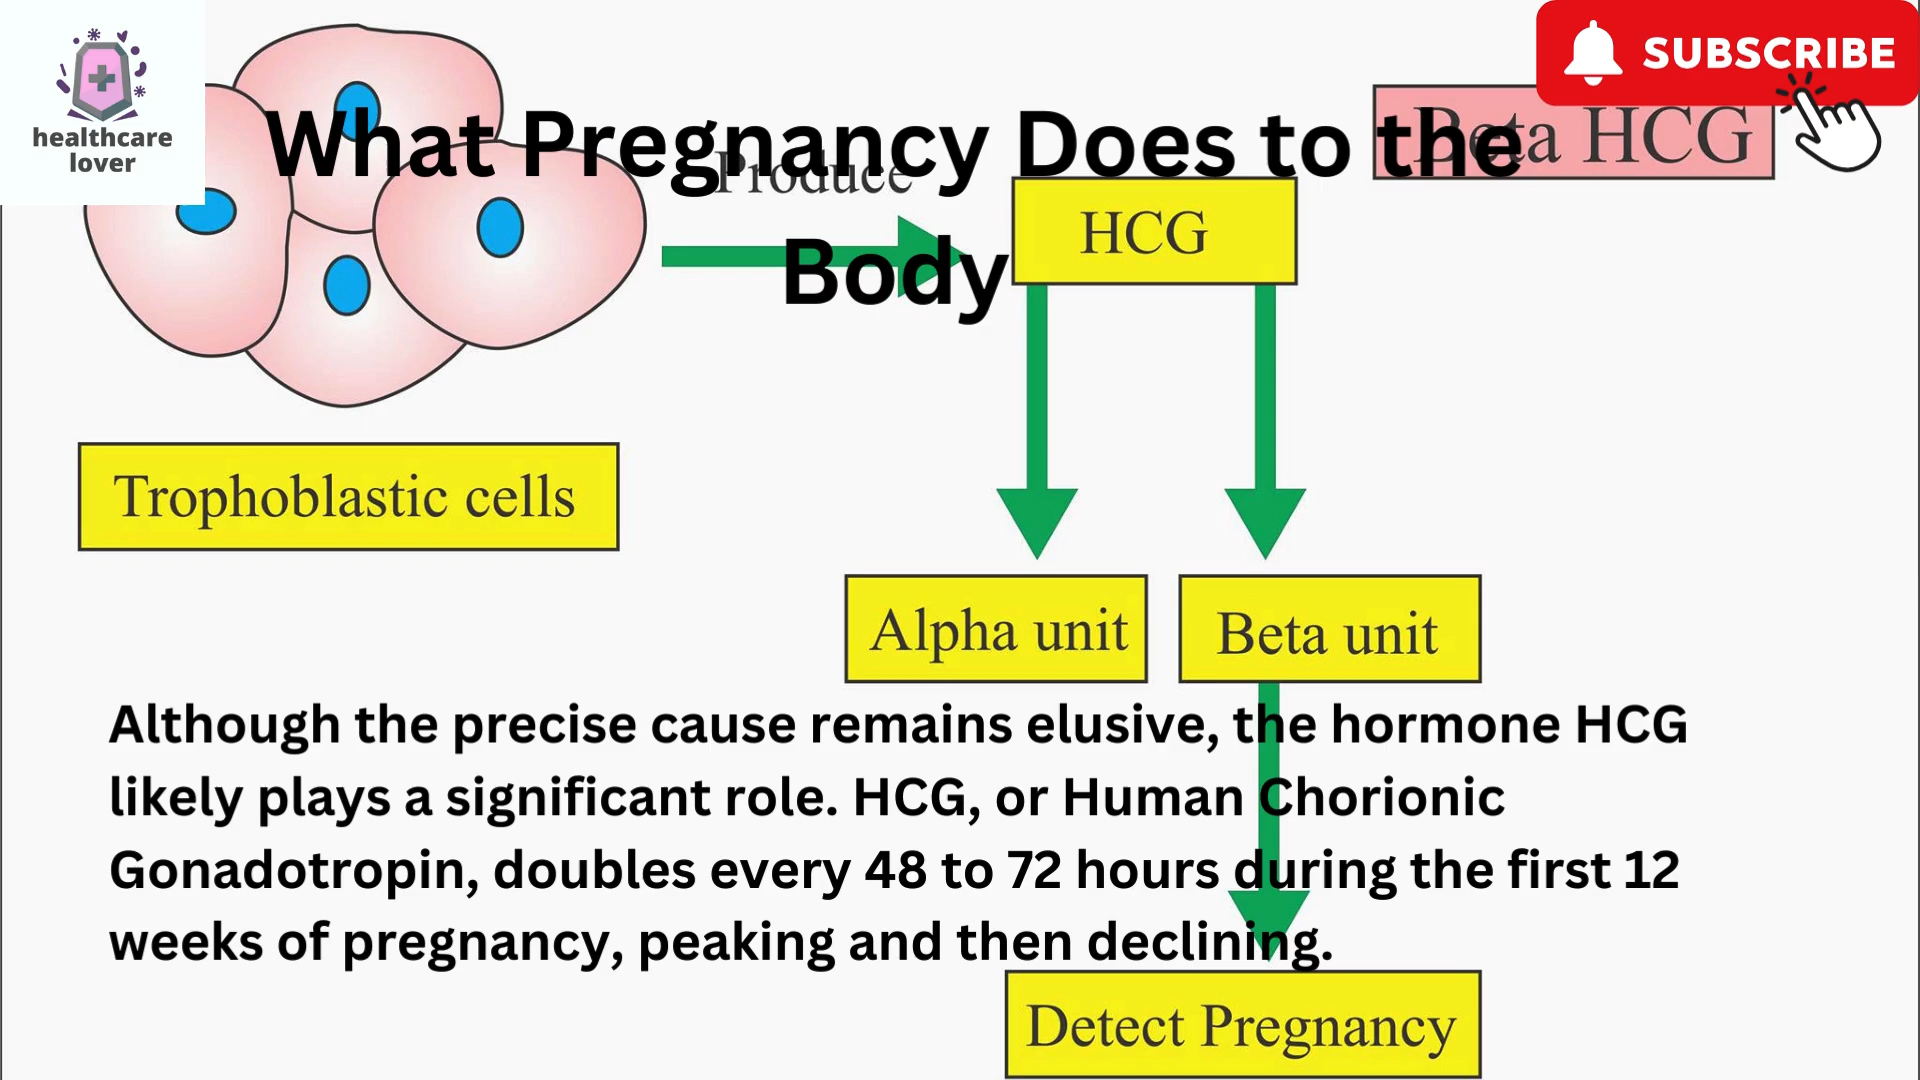 healthcare
lover
SUBSCRIBE
What Pregnancy Does to the
Body
Beta HCG
Produce
HCG
Trophoblastic cells
Alpha unit
Beta unit
Although the precise cause remains elusive, the hormone HCG
likely plays a significant role. HCG, or Human Chorionic
Gonadotropin, doubles every 48 to 72 hours during the first 12
weeks of pregnancy, peaking and then declining.
Detect Pregnancy